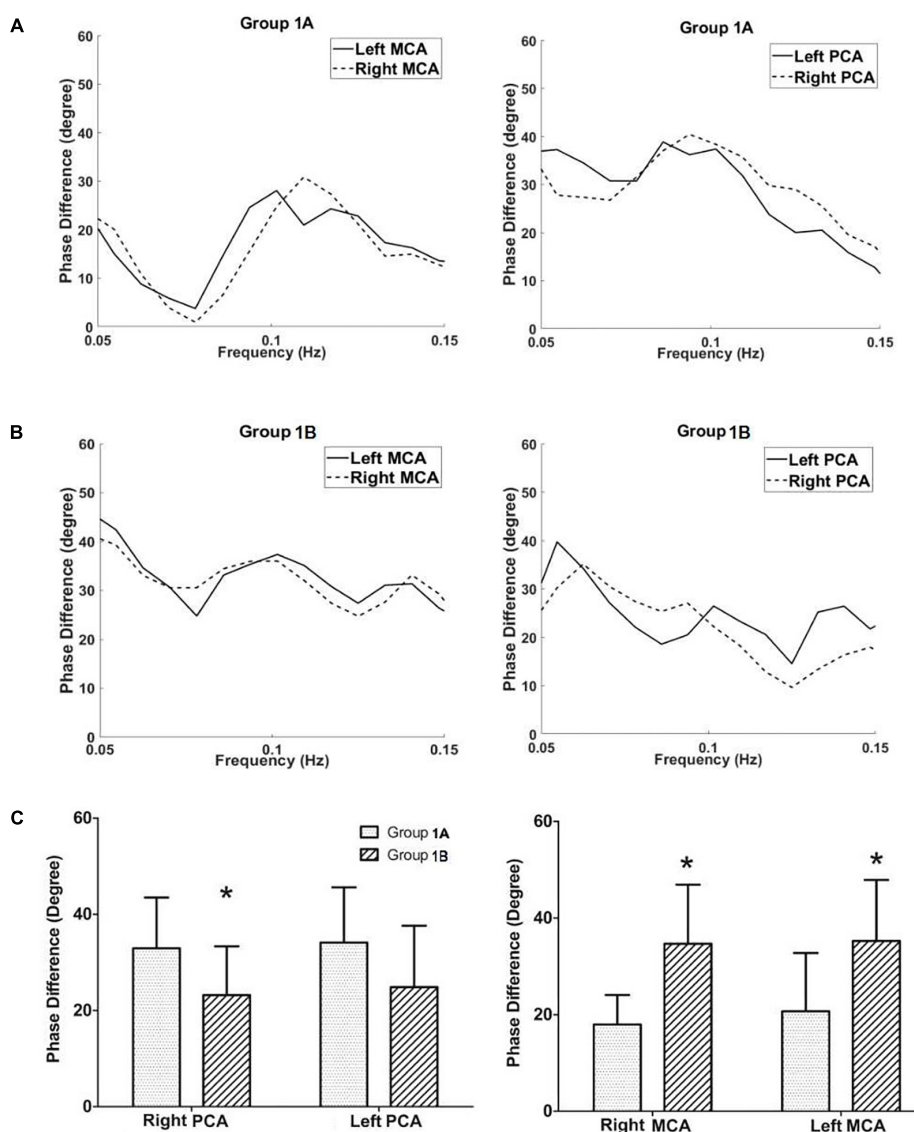 A
Group 1A
Left MCA
Right MCA
Phase Difference (degree)
60
50
40
30
20
10
0
0.05
0.1
0.15
Frequency (Hz)
Group 1A
Left PCA
Right PCA
Phase Difference (degree)
60
50
40
30
20
10
0
0.05
0.1
0.15
Frequency (Hz)
B
Group 1B
Left MCA
Right MCA
Phase Difference (degree)
60
50
40
30
20
10
0
0.05
0.1
0.15
Frequency (Hz)
Group 1B
Left PCA
Right PCA
Phase Difference (degree)
60
50
40
30
20
10
0
0.05
0.1
0.15
Frequency (Hz)
C
Group 1A
Group 1B
Phase Difference (Degree)
60
40
20
0
*
Right PCA
Left PCA
Phase Difference (Degree)
60
40
20
0
*
*
Right MCA
Left MCA